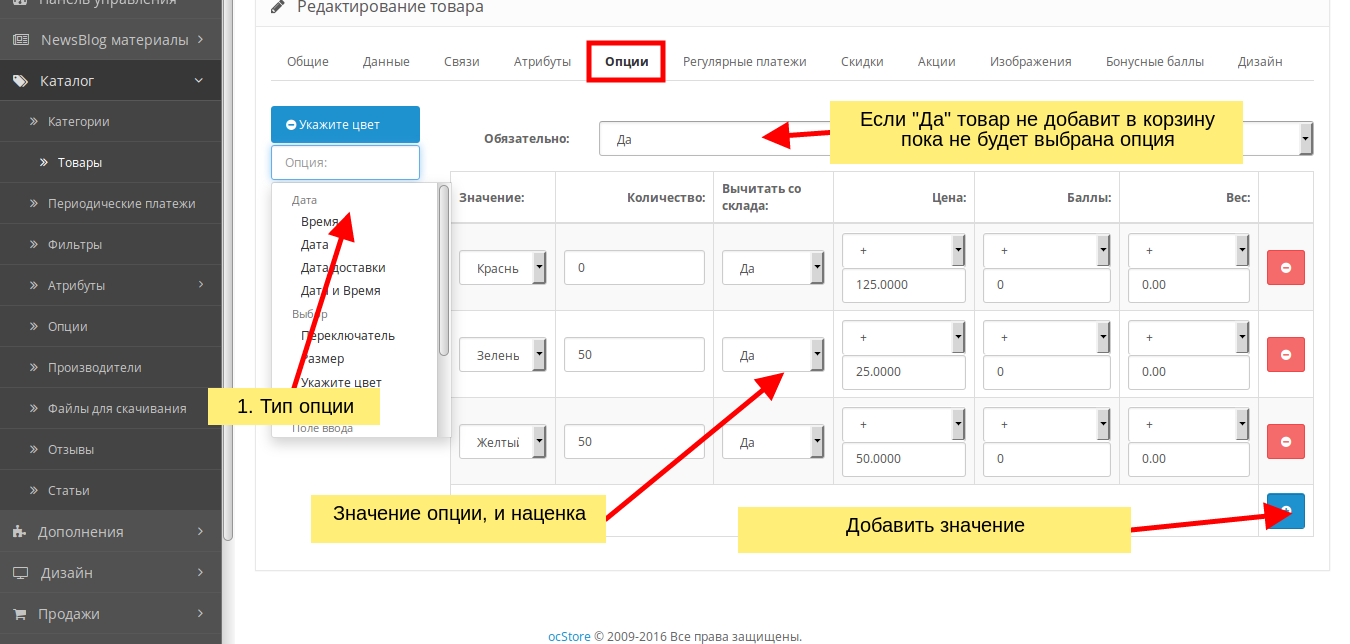 Панель управления
NewsBlog материалы
Каталог
Категории
Товары
Периодические платежи
Фильтры
Атрибуты
Опции
Производители
Файлы для скачивания
Отзывы
Статьи
Дополнения
Дизайн
Продажи
Редактирование товара
Общие Данные Связи Атрибуты Опции Регулярные платежи Скидки Акции Изображения Бонусные баллы Дизайн
Укажите цвет
Опция:
Дата
Время
Дата
Дата доставки
Дата и Время
Выбор
Переключатель
Размер
Укажите цвет
Поле ввода
1. Тип опции
Обязательно: Да
Если "Да" товар не добавит в корзину
пока не будет выбрана опция
Значение: Количество: Вычитать со
склада: Цена: Баллы: Вес:
+ + +
Краснь 0 Да
125.0000 0 0.00
+ + +
Зелень 50 Да
25.0000 0 0.00
+ + +
Желтый 50 Да
50.0000 0 0.00
Значение опции, и наценка
Добавить значение
ocStore © 2009-2016 Все права защищены.